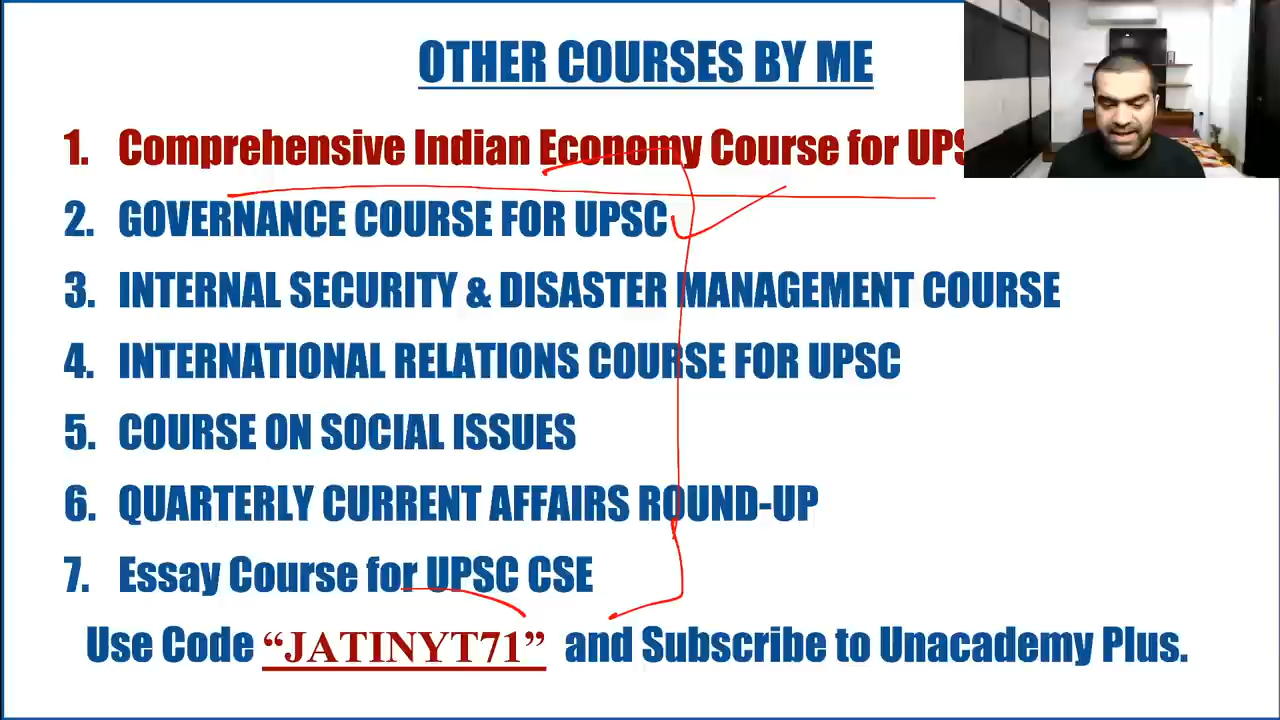 OTHER COURSES BY ME
1. Comprehensive Indian Economy Course for
2. GOVERNANCE COURSE FOR UPSC
3. INTERNAL SECURITY & DISASTER MANAGEMENT COURSE
4. INTERNATIONAL RELATIONS COURSE FOR UPSC
5. COURSE ON SOCIAL ISSUES
6. QUARTERLY CURRENT AFFAIRS ROUND-UP
7. Essay Course for UPSC CSE
Use Code “JATINYT71” and Subscribe to Unacademy Plus.